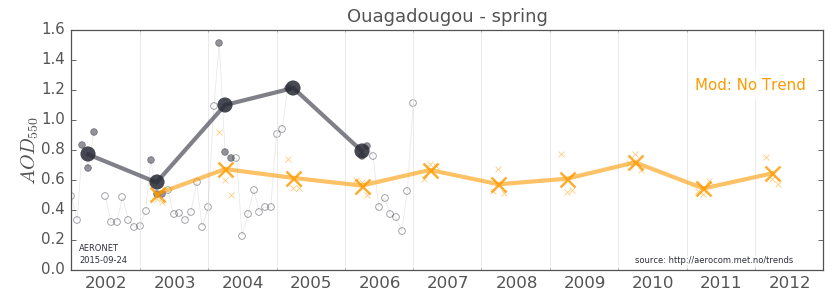 Ouagadougou - spring
1.6
1.4
1.2
1.0
0.8
0.6
0.4
0.2
0.0
AOD550
Mod: No Trend
AERONET
2015-09-24
source: http://aerocom.met.no/trends
2002 2003 2004 2005 2006 2007 2008 2009 2010 2011 2012